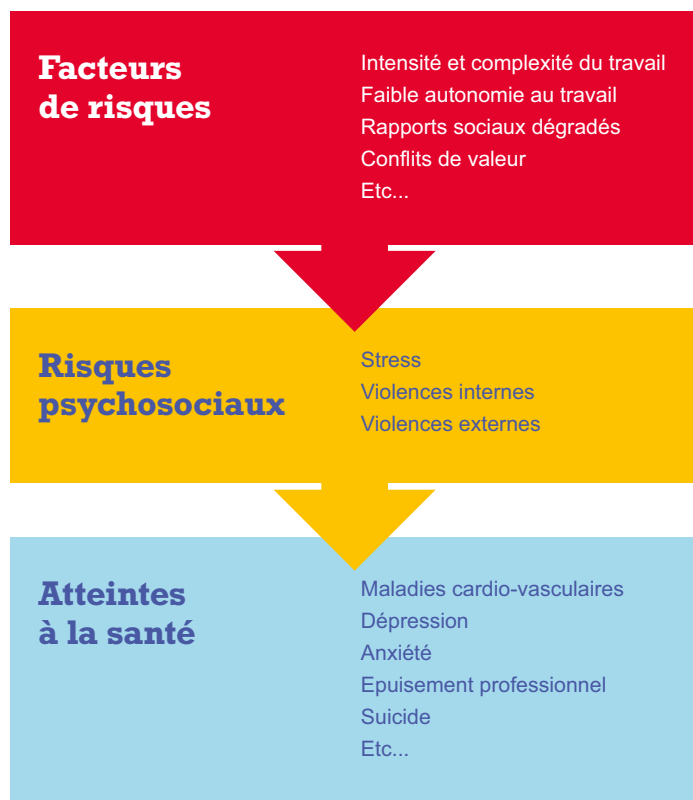 Facteurs
de risques
Intensité et complexité du travail
Faible autonomie au travail
Rapports sociaux dégradés
Conflits de valeur
Etc...
Risques
psychosociaux
Stress
Violences internes
Violences externes
Atteintes
à la santé
Maladies cardio-vasculaires
Dépression
Anxiété
Epuisement professionnel
Suicide
Etc...